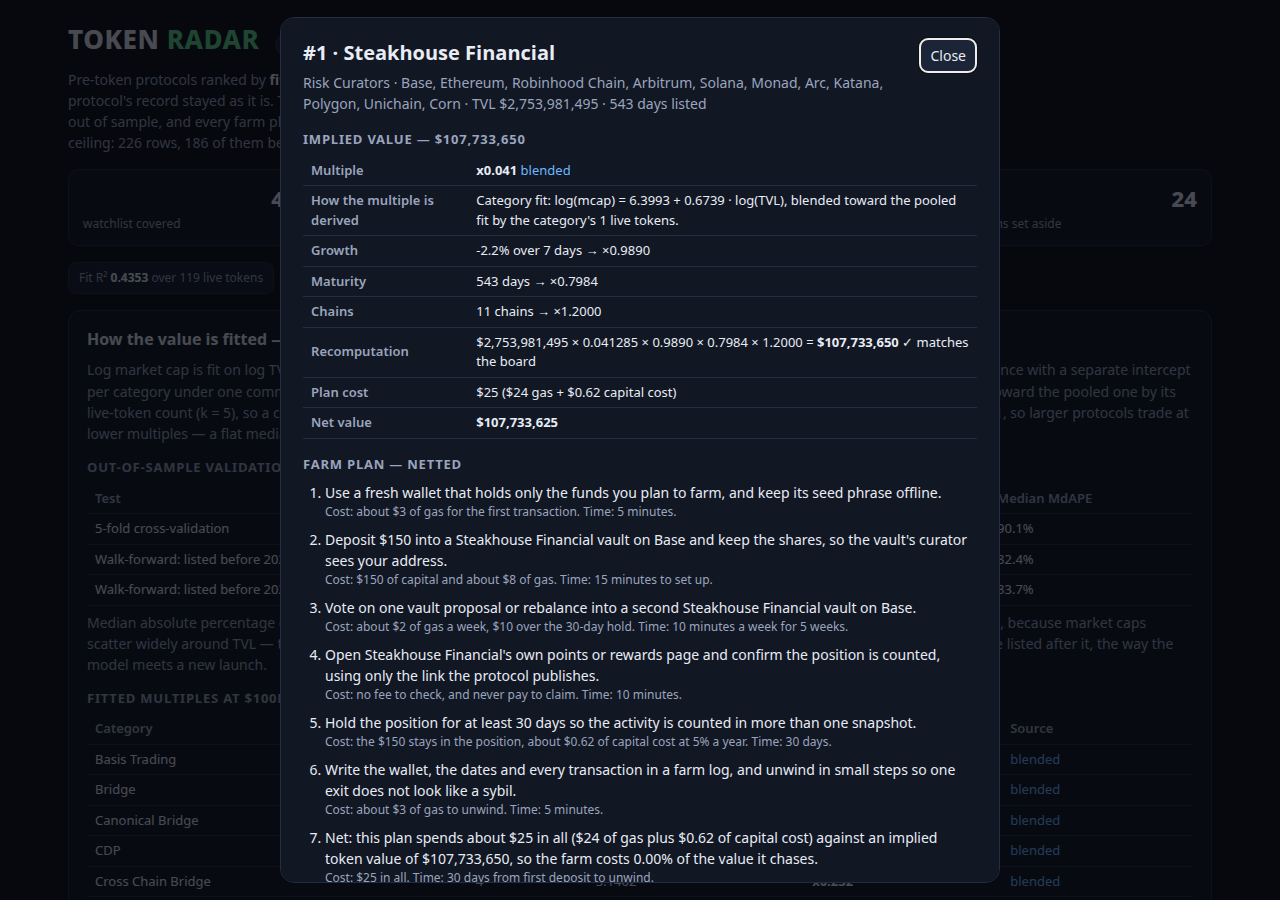 TOKEN RADAR
Pre-token protocols ranked by
protocol's record stayed as it is.
out of sample, and every farm
ceiling: 226 rows, 186 of them
watchlist covered
24
set aside
Fit R² 0.4353 over 119 live tokens
#1 · Steakhouse Financial
Close
Risk Curators · Base, Ethereum, Robinhood Chain, Arbitrum, Solana, Monad, Arc, Katana,
Polygon, Unichain, Corn · TVL $2,753,981,495 · 543 days listed
IMPLIED VALUE — $107,733,650
Multiple x0.041 blended
How the multiple is derived Category fit: log(mcap) = 6.3993 + 0.6739 · log(TVL), blended toward the pooled
fit by the category's 1 live tokens.
Growth -2.2% over 7 days → ×0.9890
Maturity 543 days → ×0.7984
Chains 11 chains → ×1.2000
Recomputation $2,753,981,495 × 0.041285 × 0.9890 × 0.7984 × 1.2000 = $107,733,650 ✓ matches
the board
Plan cost $25 ($24 gas + $0.62 capital cost)
Net value $107,733,625
FARM PLAN — NETTED
1. Use a fresh wallet that holds only the funds you plan to farm, and keep its seed phrase offline.
Cost: about $3 of gas for the first transaction. Time: 5 minutes.
2. Deposit $150 into a Steakhouse Financial vault on Base and keep the shares, so the vault's curator
sees your address.
Cost: $150 of capital and about $8 of gas. Time: 15 minutes to set up.
3. Vote on one vault proposal or rebalance into a second Steakhouse Financial vault on Base.
Cost: about $2 of gas a week, $10 over the 30-day hold. Time: 10 minutes a week for 5 weeks.
4. Open Steakhouse Financial's own points or rewards page and confirm the position is counted,
using only the link the protocol publishes.
Cost: no fee to check, and never pay to claim. Time: 10 minutes.
5. Hold the position for at least 30 days so the activity is counted in more than one snapshot.
Cost: the $150 stays in the position, about $0.62 of capital cost at 5% a year. Time: 30 days.
6. Write the wallet, the dates and every transaction in a farm log, and unwind in small steps so one
exit does not look like a sybil.
Cost: about $3 of gas to unwind. Time: 5 minutes.
7. Net: this plan spends about $25 in all ($24 of gas plus $0.62 of capital cost) against an implied
token value of $107,733,650, so the farm costs 0.00% of the value it chases.
Cost: $25 in all. Time: 30 days from first deposit to unwind.
How the value is fitted —
Log market cap is fit on log
nce with a separate intercept
per category under one
oward the pooled one by its
live-token count (k = 5), so a
, so larger protocols trade at
lower multiples — a flat
OUT-OF-SAMPLE VALIDATION
Test
Median MdAPE
5-fold cross-validation
90.1%
Walk-forward: listed before
32.4%
Walk-forward: listed before
33.7%
Median absolute percentage
, because market caps
scatter widely around TVL —
listed after it, the way the
model meets a new launch.
FITTED MULTIPLES AT
Category
Source
Basis Trading
blended
Bridge
blended
Canonical Bridge
blended
CDP
blended
Cross Chain Bridge
blended